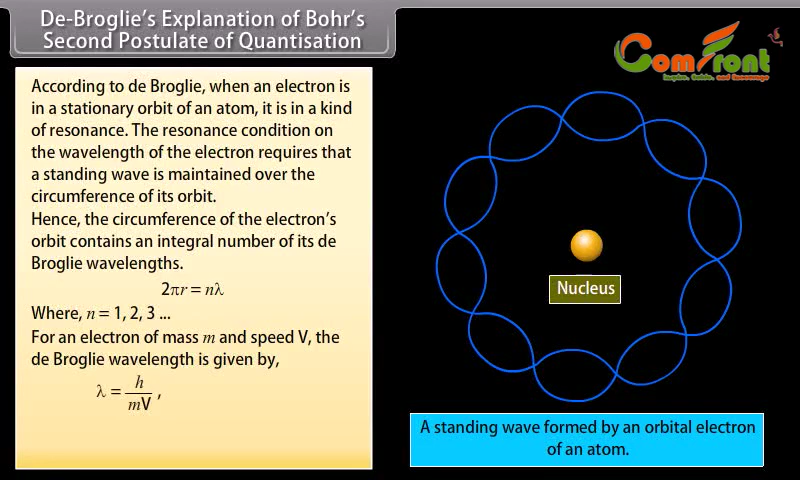 De-Broglie's Explanation of Bohr's
Second Postulate of Quantisation
According to de Broglie, when an electron is
in a stationary orbit of an atom, it is in a kind
of resonance. The resonance condition on
the wavelength of the electron requires that
a standing wave is maintained over the
circumference of its orbit.
Hence, the circumference of the electron's
orbit contains an integral number of its de
Broglie wavelengths.
2πr = nλ
Where, n = 1, 2, 3 ...
For an electron of mass m and speed V, the
de Broglie wavelength is given by,
λ = h/mV ,
ComFront
Inspire, Guide, and Encourage
Nucleus
A standing wave formed by an orbital electron
of an atom.